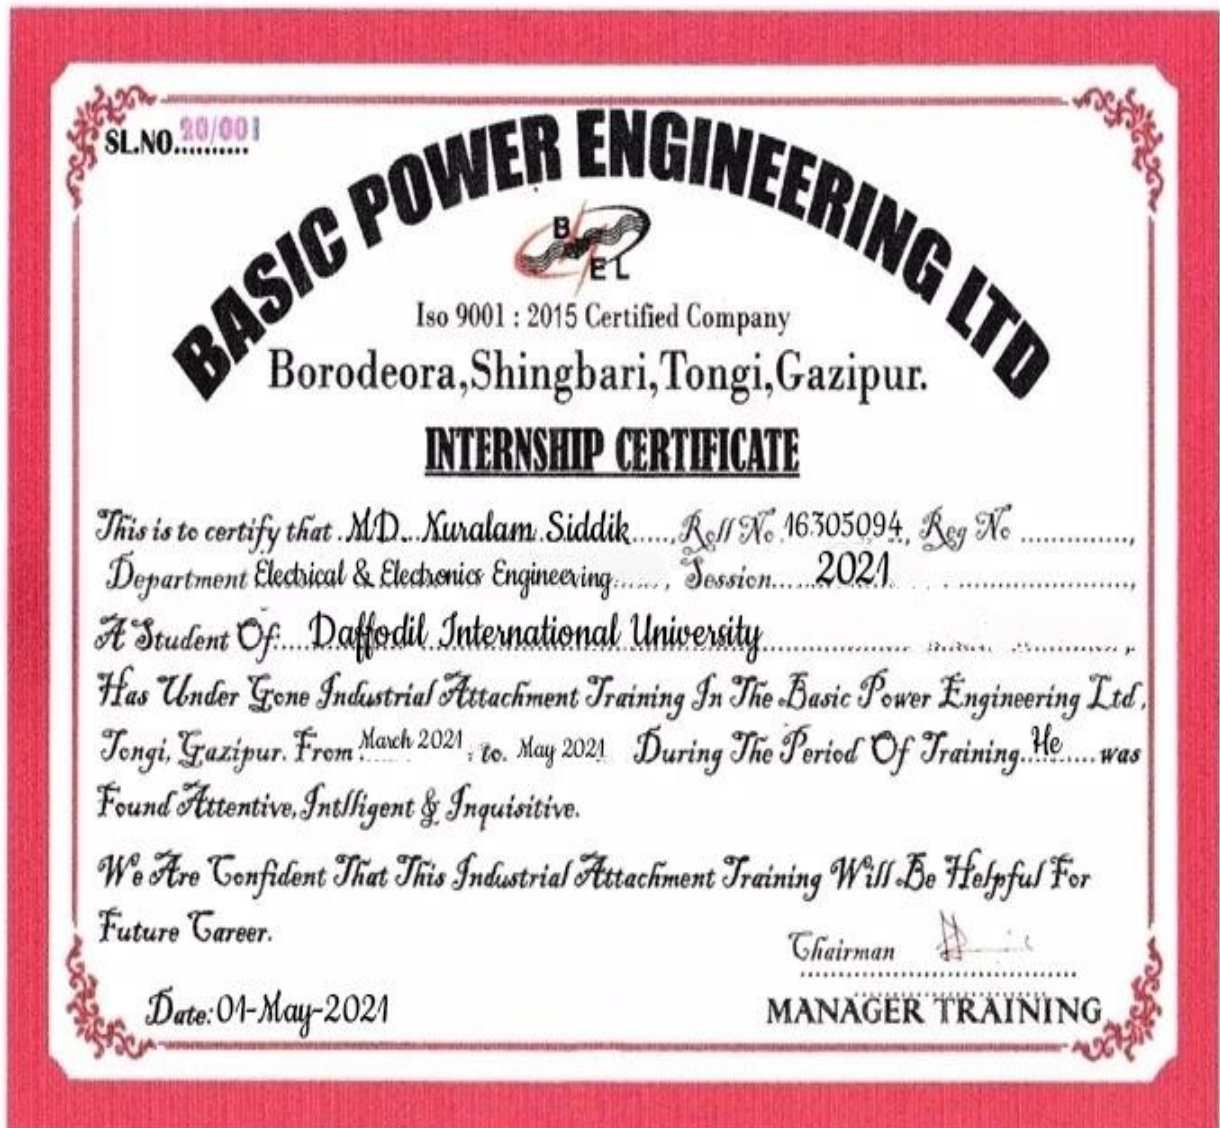 SL.NO.20/001
BASIC POWER ENGINEERING LTD
B
EL
Iso 9001 : 2015 Certified Company
Borodeora,Shingbari,Tongi,Gazipur.
INTERNSHIP CERTIFICATE
This is to certify that MD. Nuralam Siddik ....., Roll No. 16305094, Reg No ..............,
Department Electrical & Electronics Engineering......, Session.....2021 ......................,
A Student Of:....Daffodil International University....................,
Has Under Gone Industrial Attachment Training In The Basic Power Engineering Ltd,
Tongi, Gazipur. From March 2021, to. May 2021 During The Period Of Training...He.....was
Found Attentive,Intlligent & Inquisitive.
We Are Confident That This Industrial Attachment Training Will Be Helpful For
Future Career.
Chairman
Date:01-May-2021
MANAGER TRAINING